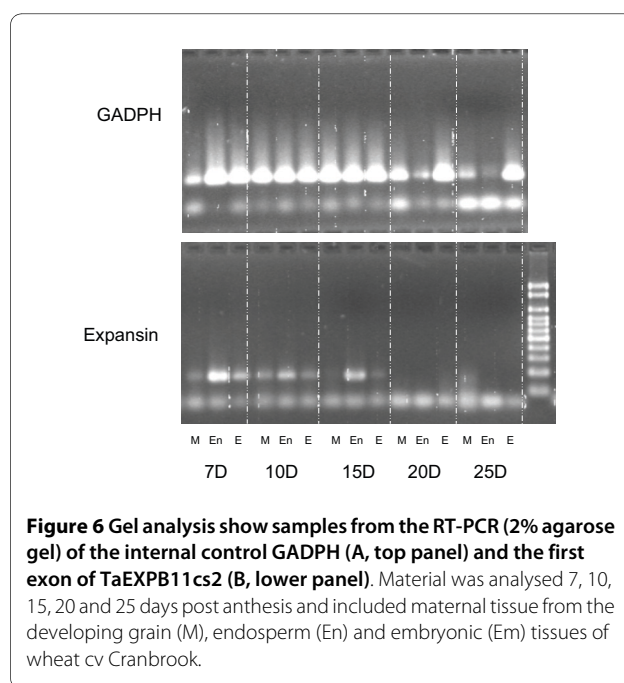 GADPH
Expansin
M En E M En E M En E M En E M En E
7D 10D 15D 20D 25D
Figure 6 Gel analysis show samples from the RT-PCR (2% agarose
gel) of the internal control GADPH (A, top panel) and the first
exon of TaEXPB11cs2 (B, lower panel). Material was analysed 7, 10,
15, 20 and 25 days post anthesis and included maternal tissue from the
developing grain (M), endosperm (En) and embryonic (Em) tissues of
wheat cv Cranbrook.